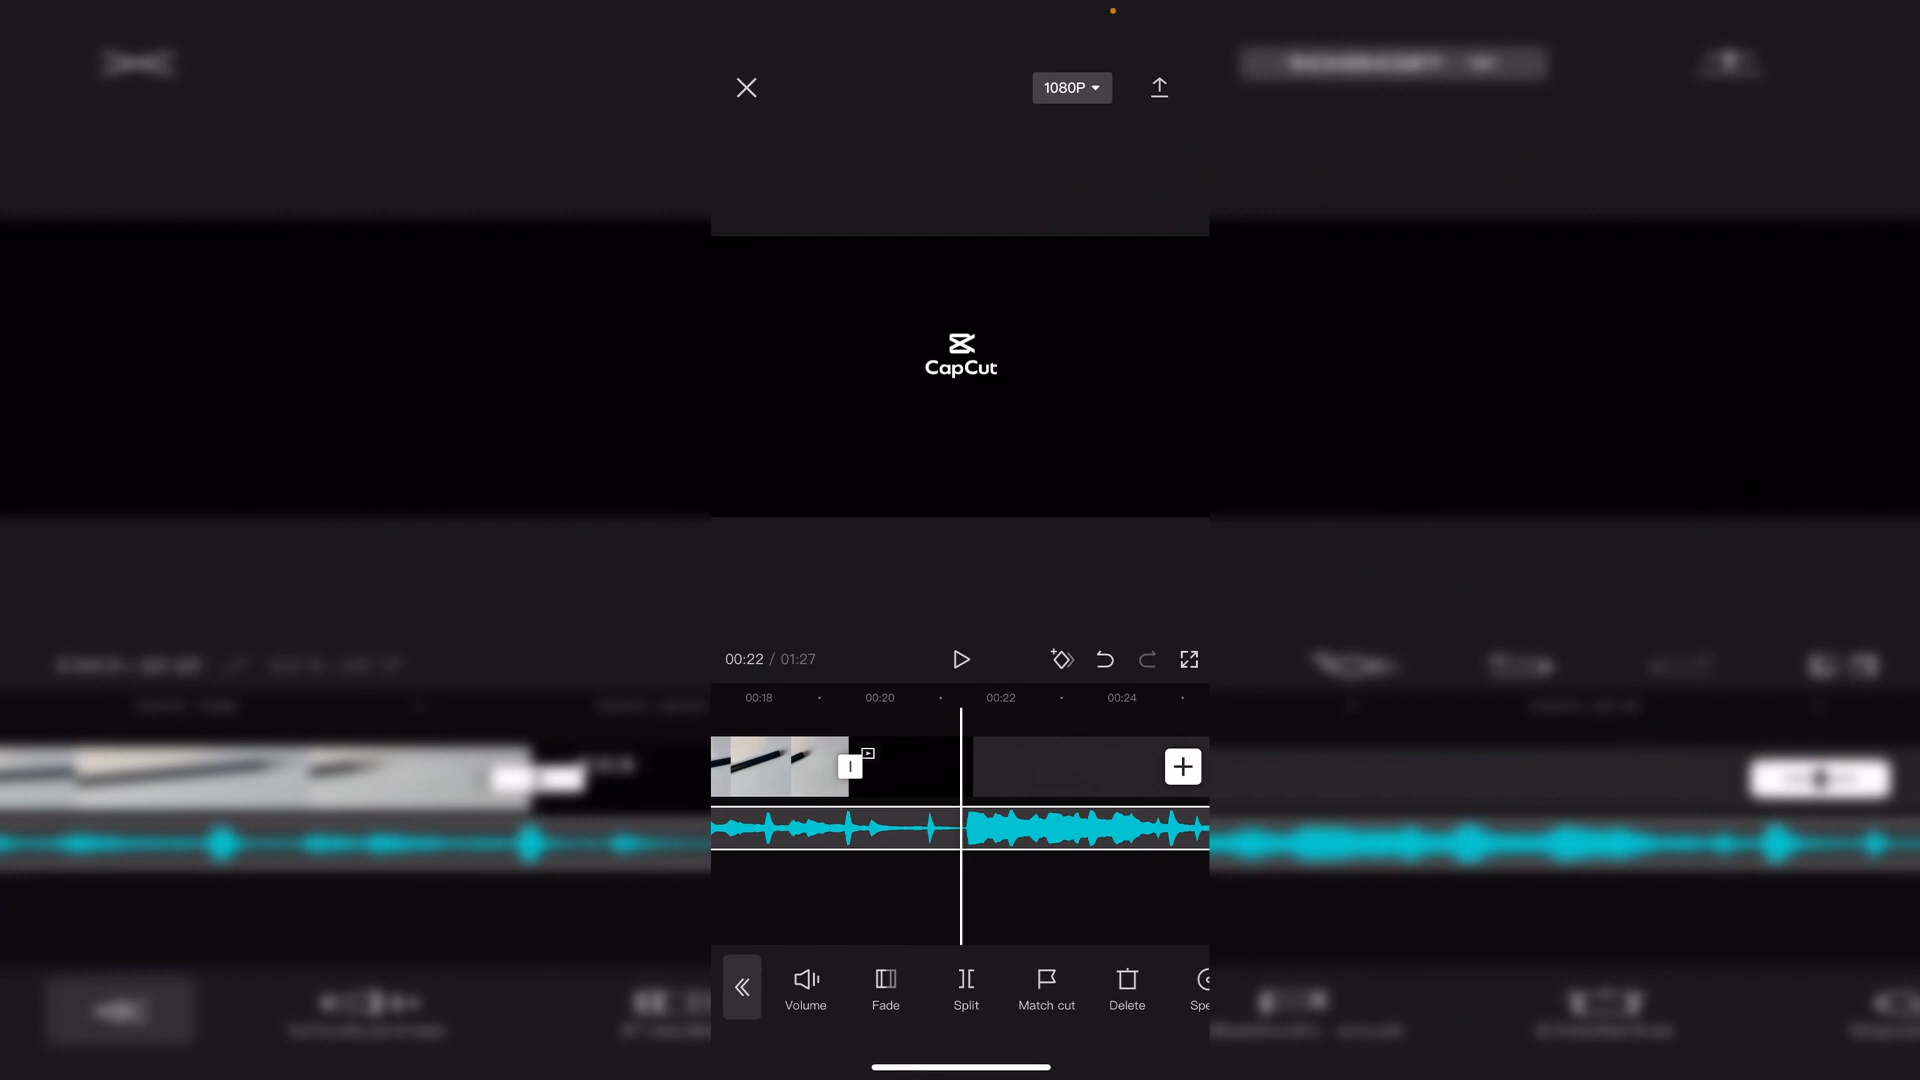 1080P
CapCut
00:22 / 01:27
00:18
00:20
00:22
00:24
Volume
Fade
Split
Match cut
Delete
Spe